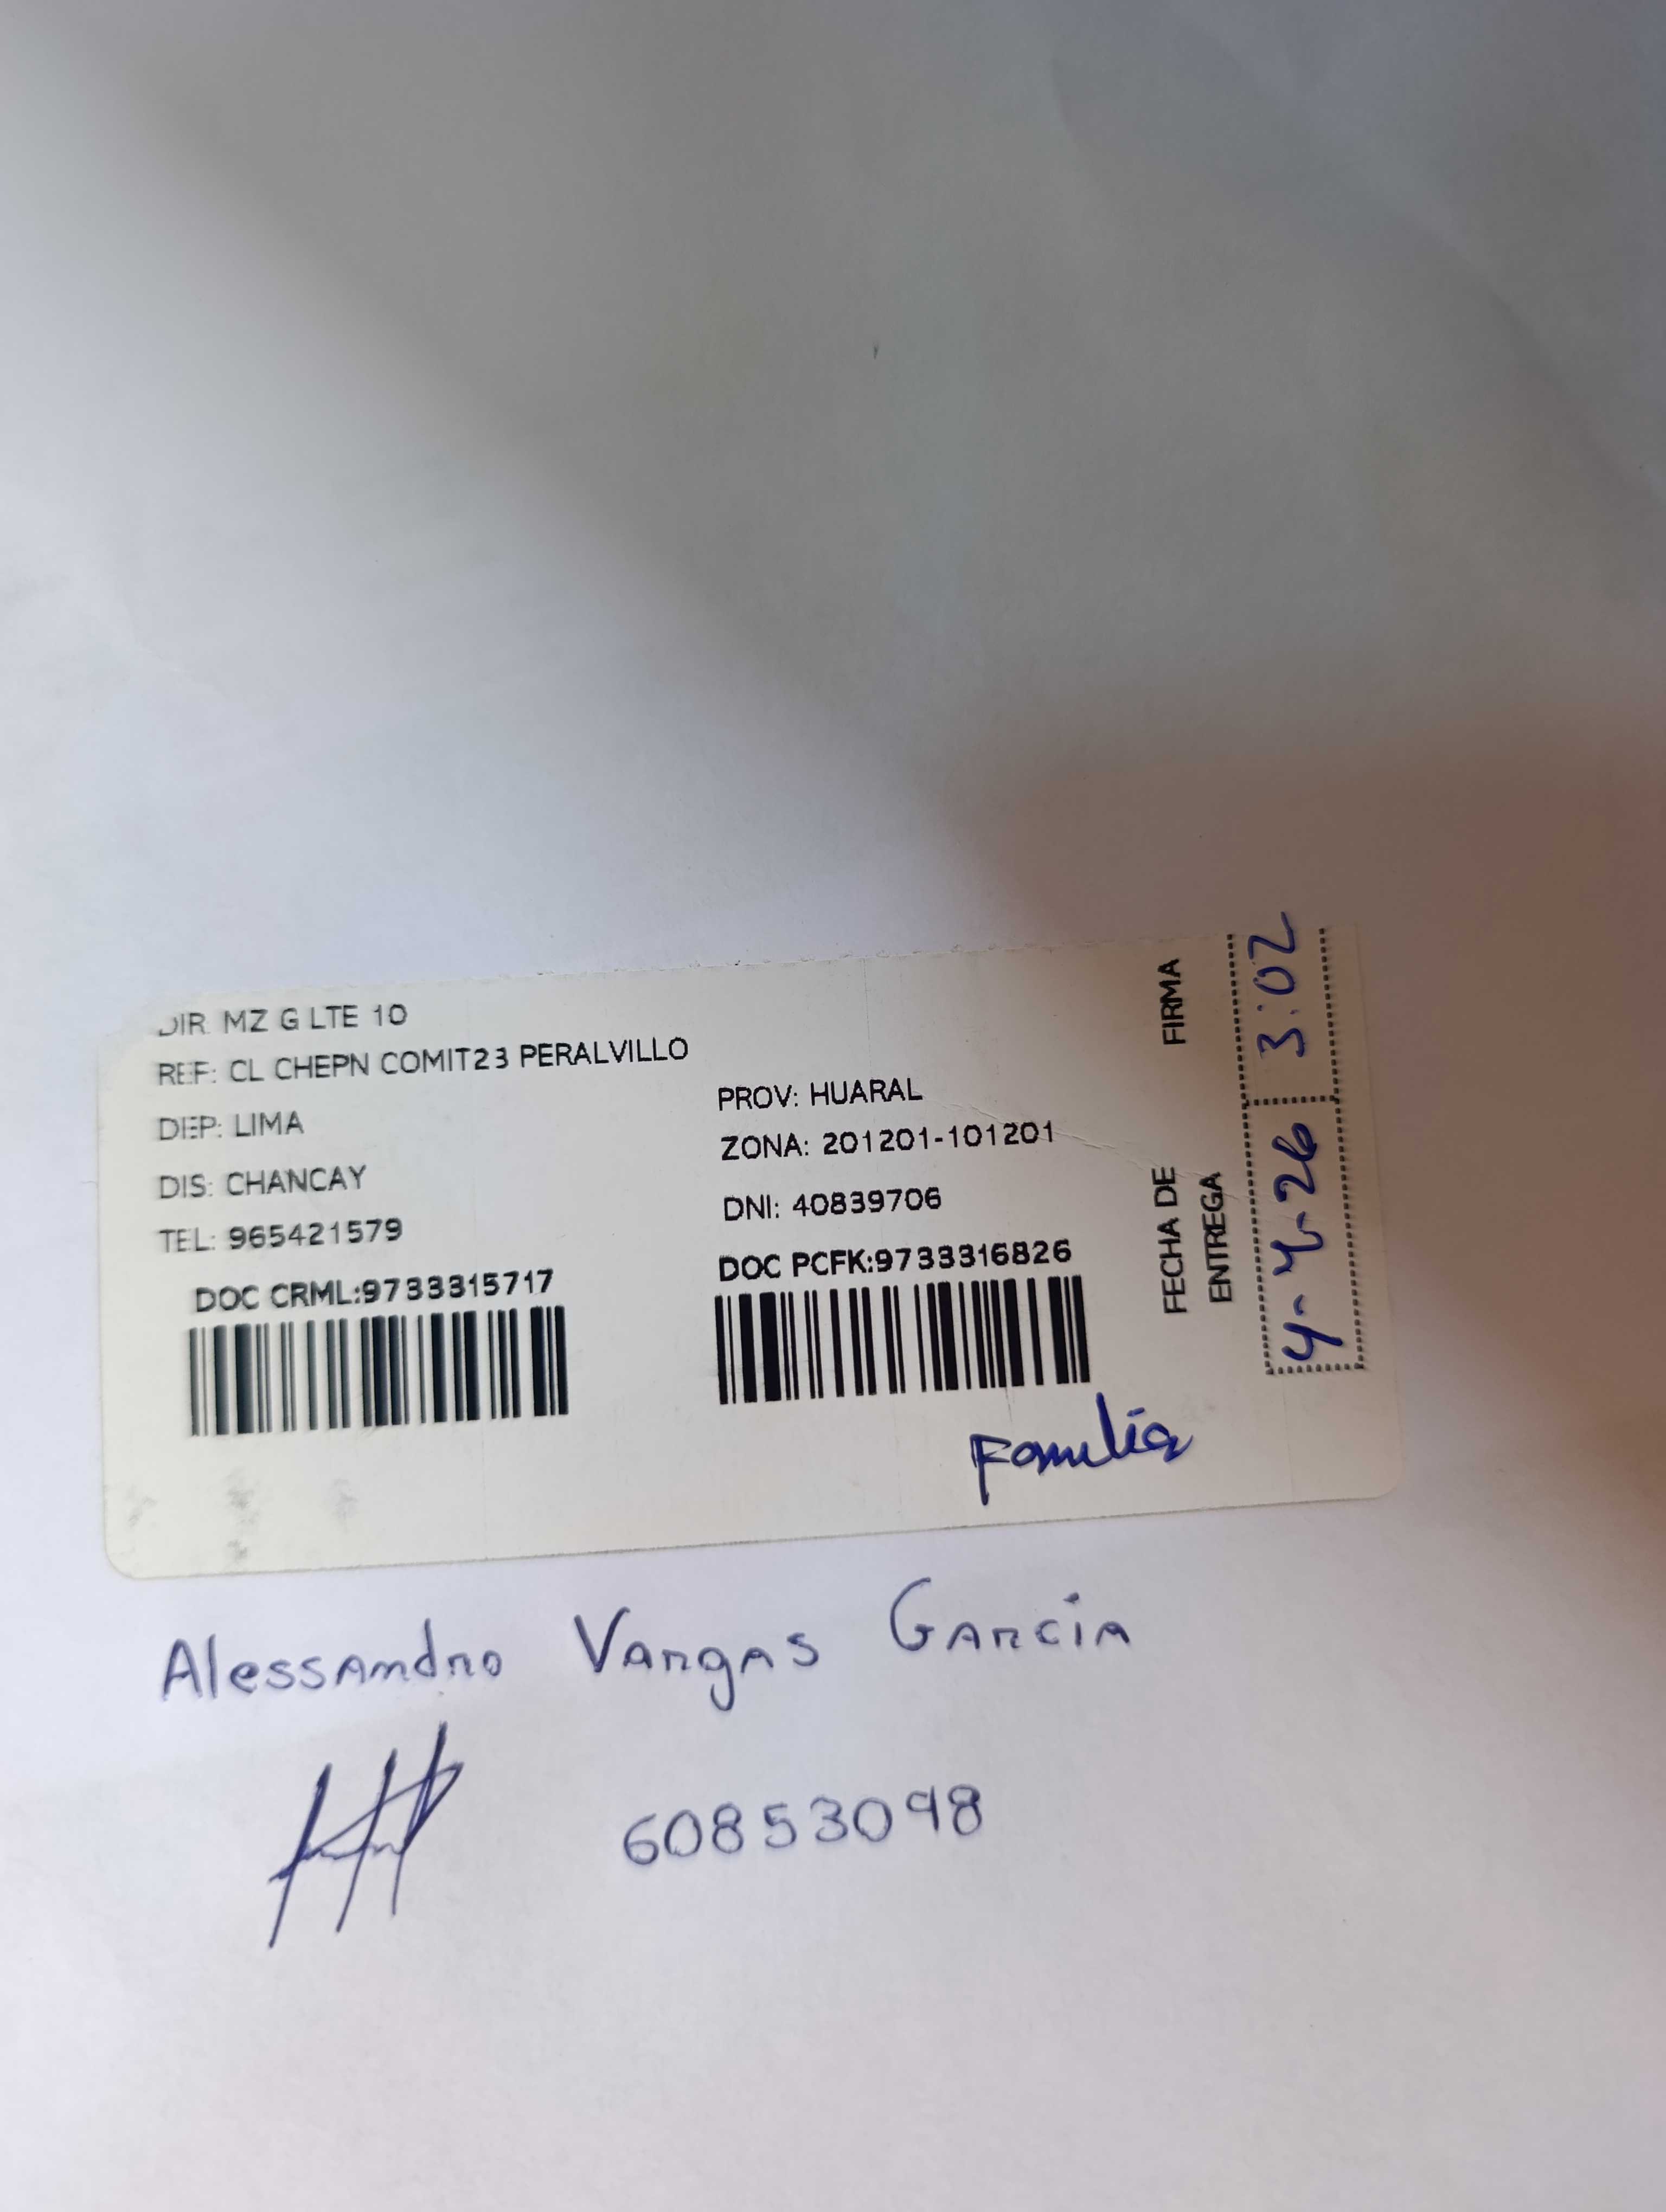 DIR MZ G LTE 10
REF: CL CHEPN COMIT23 PERALVILLO
DEP: LIMA
PROV: HUARAL
DIS: CHANCAY
ZONA: 201201-101201
TEL: 965421579
DNI: 40839706
DOC CRML:9733315717
DOC PCFK:9733316826
FECHA DE
ENTREGA
FIRMA
4-4-26
3:02
Familia
Alessandro Vargas García
60853098